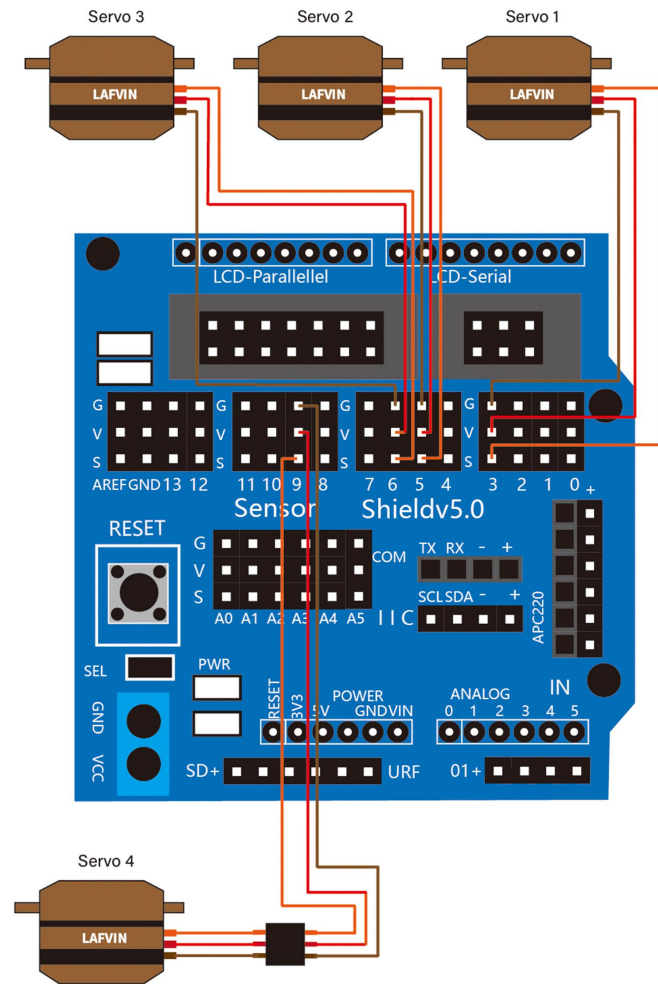 Servo 3 Servo 2 Servo 1
LAFVIN LAFVIN LAFVIN
LCD-Parallellel LCD-Serial
G G G G
V V V V
S S S S
AREF GND 13 12 11 10 9 8 7 6 5 4 3 2 1 0 +
Sensor Shieldv5.0
RESET
G
V
S
A0 A1 A2 A3 A4 A5
COM TX RX - +
IIC SCL SDA - +
APC220
SEL
PWR
GND
VCC
RESET 3V3 5V POWER GND VIN
ANALOG IN
0 1 2 3 4 5
SD+ URF 01+
Servo 4
LAFVIN